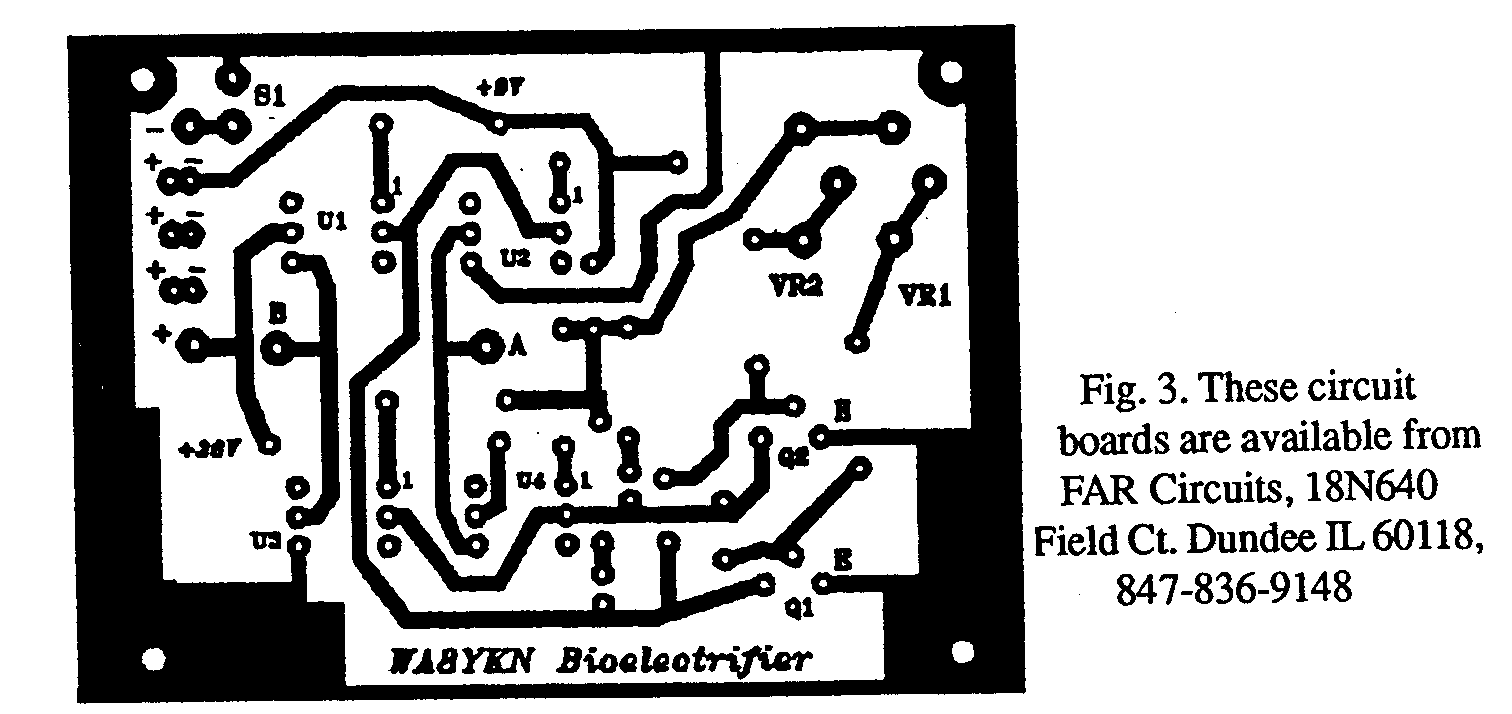 S1
+9V
-
+ -
1
1
U1
+ -
U2
+ -
VR2
VR1
B
+
A
E
+36V
Q2
1
U4
1
U3
E
Q1
WA8YKN Bioelectrifier
Fig. 3. These circuit
boards are available from
FAR Circuits, 18N640
Field Ct. Dundee IL 60118,
847-836-9148